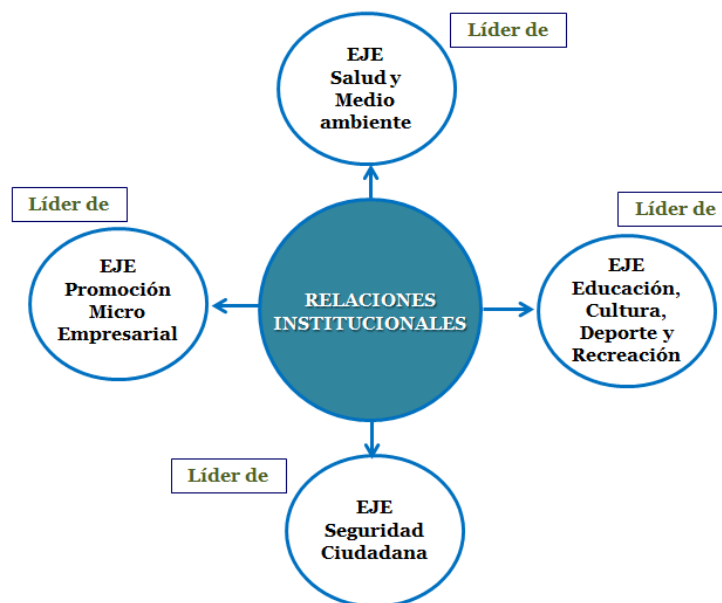 Líder de
EJE
Salud y
Medio
ambiente
Líder de
EJE
Promoción
Micro
Empresarial
RELACIONES
INSTITUCIONALES
Líder de
EJE
Educación,
Cultura,
Deporte y
Recreación
Líder de
EJE
Seguridad
Ciudadana